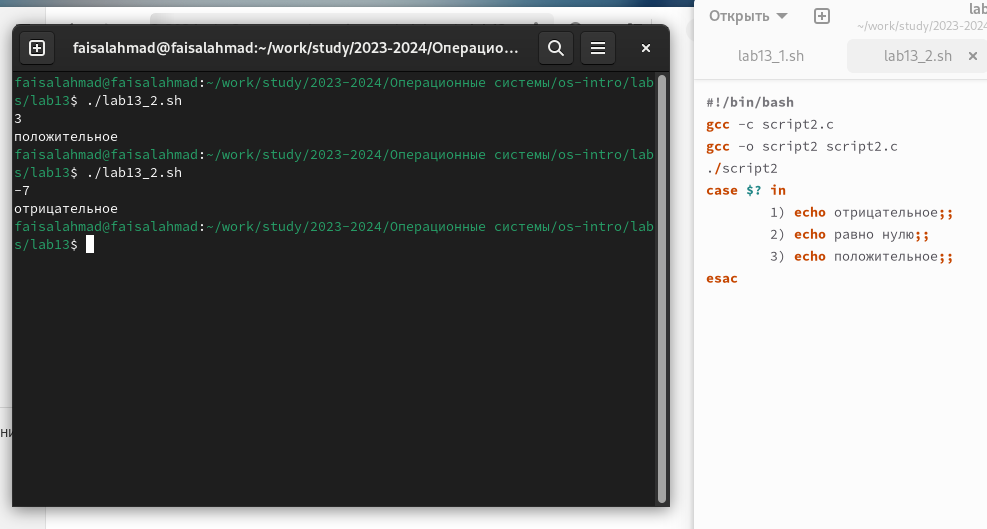 faisalahmad@faisalahmad:~/work/study/2023-2024/Операцио...
faisalahmad@faisalahmad:~/work/study/2023-2024/Операционные системы/os-intro/lab
s/lab13$ ./lab13_2.sh
3
положительное
faisalahmad@faisalahmad:~/work/study/2023-2024/Операционные системы/os-intro/lab
s/lab13$ ./lab13_2.sh
-7
отрицательное
faisalahmad@faisalahmad:~/work/study/2023-2024/Операционные системы/os-intro/lab
s/lab13$
Открыть
lab
~/work/study/2023-2024
lab13_1.sh
lab13_2.sh
#!/bin/bash
gcc -c script2.c
gcc -o script2 script2.c
./script2
case $? in
1) echo отрицательное;;
2) echo равно нулю;;
3) echo положительное;;
esac